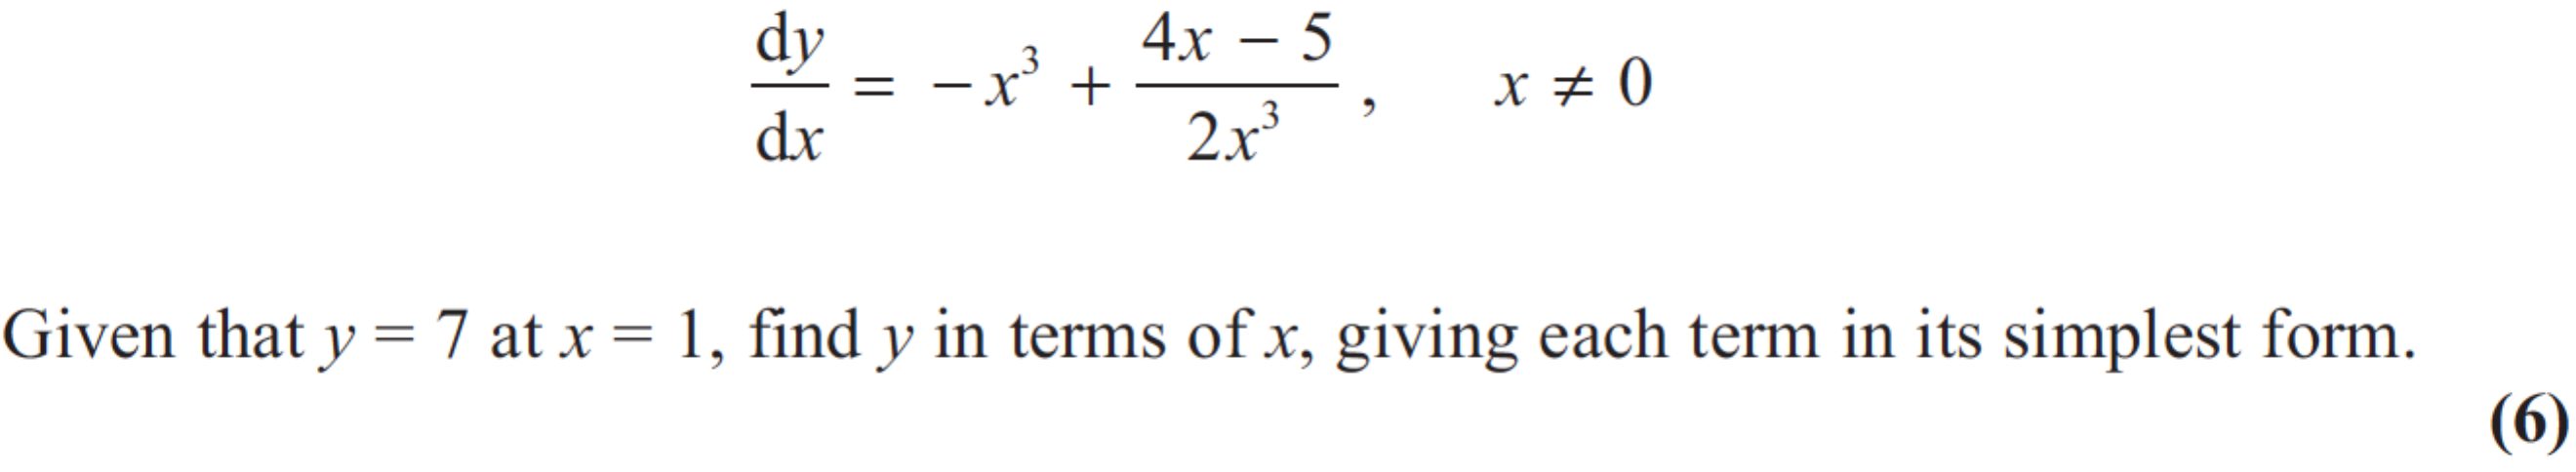 dy/dx = −x³ + (4x − 5)/(2x³), x ≠ 0
Given that y = 7 at x = 1, find y in terms of x, giving each term in its simplest form.
(6)